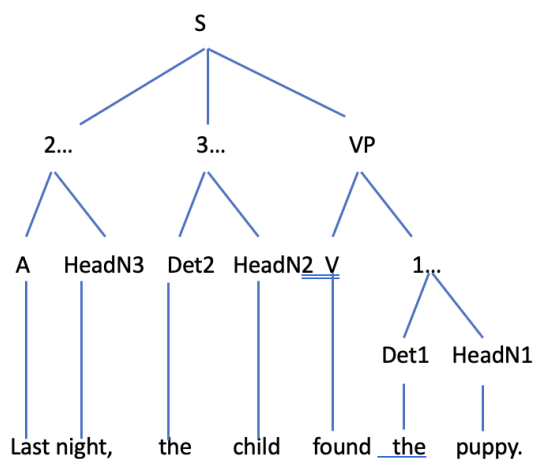 S
2... 3... VP
A HeadN3 Det2 HeadN2 V 1...
Det1 HeadN1
Last night, the child found the puppy.